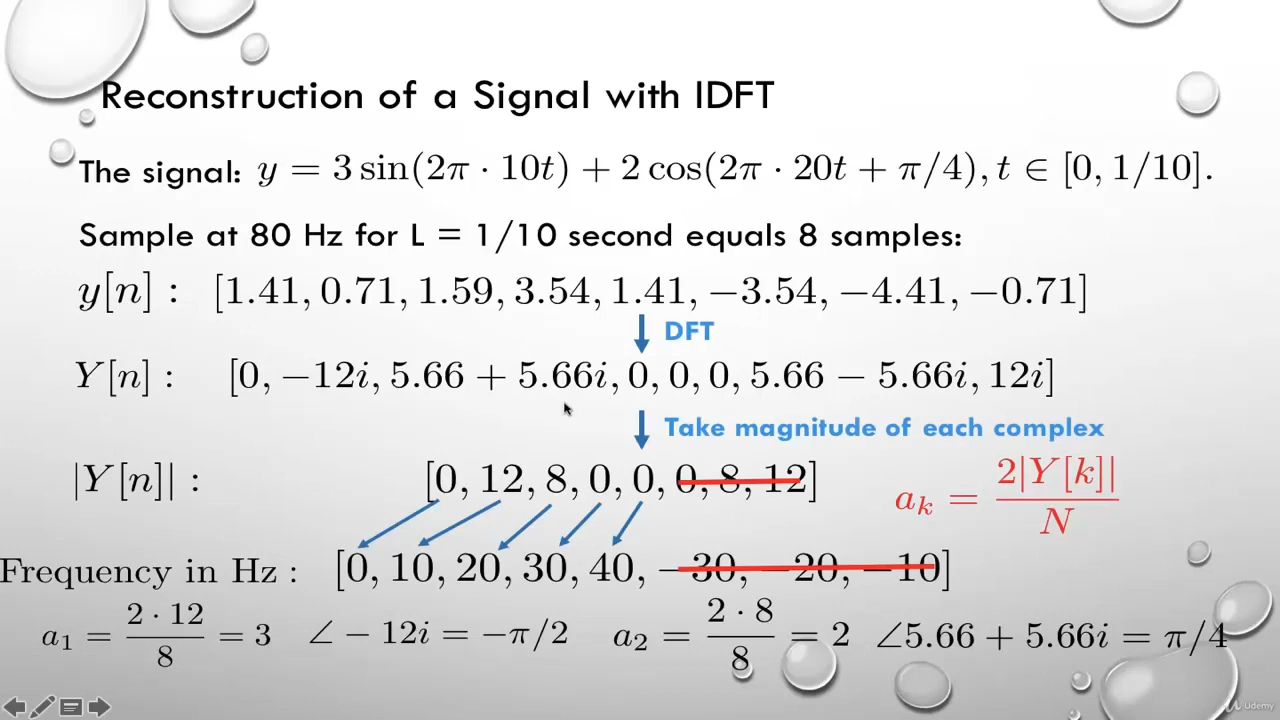 Reconstruction of a Signal with IDFT
The signal: y = 3 sin(2π · 10t) + 2 cos(2π · 20t + π/4), t ∈ [0, 1/10].
Sample at 80 Hz for L = 1/10 second equals 8 samples:
y[n] : [1.41, 0.71, 1.59, 3.54, 1.41, −3.54, −4.41, −0.71]
DFT
Y[n] : [0, −12i, 5.66 + 5.66i, 0, 0, 0, 5.66 − 5.66i, 12i]
Take magnitude of each complex
|Y[n]| : [0, 12, 8, 0, 0, 0, 8, 12]
a_k = 2|Y[k]| / N
Frequency in Hz : [0, 10, 20, 30, 40, −30, −20, −10]
a_1 = 2 · 12 / 8 = 3 ∠ − 12i = −π/2 a_2 = 2 · 8 / 8 = 2 ∠5.66 + 5.66i = π/4
Udemy